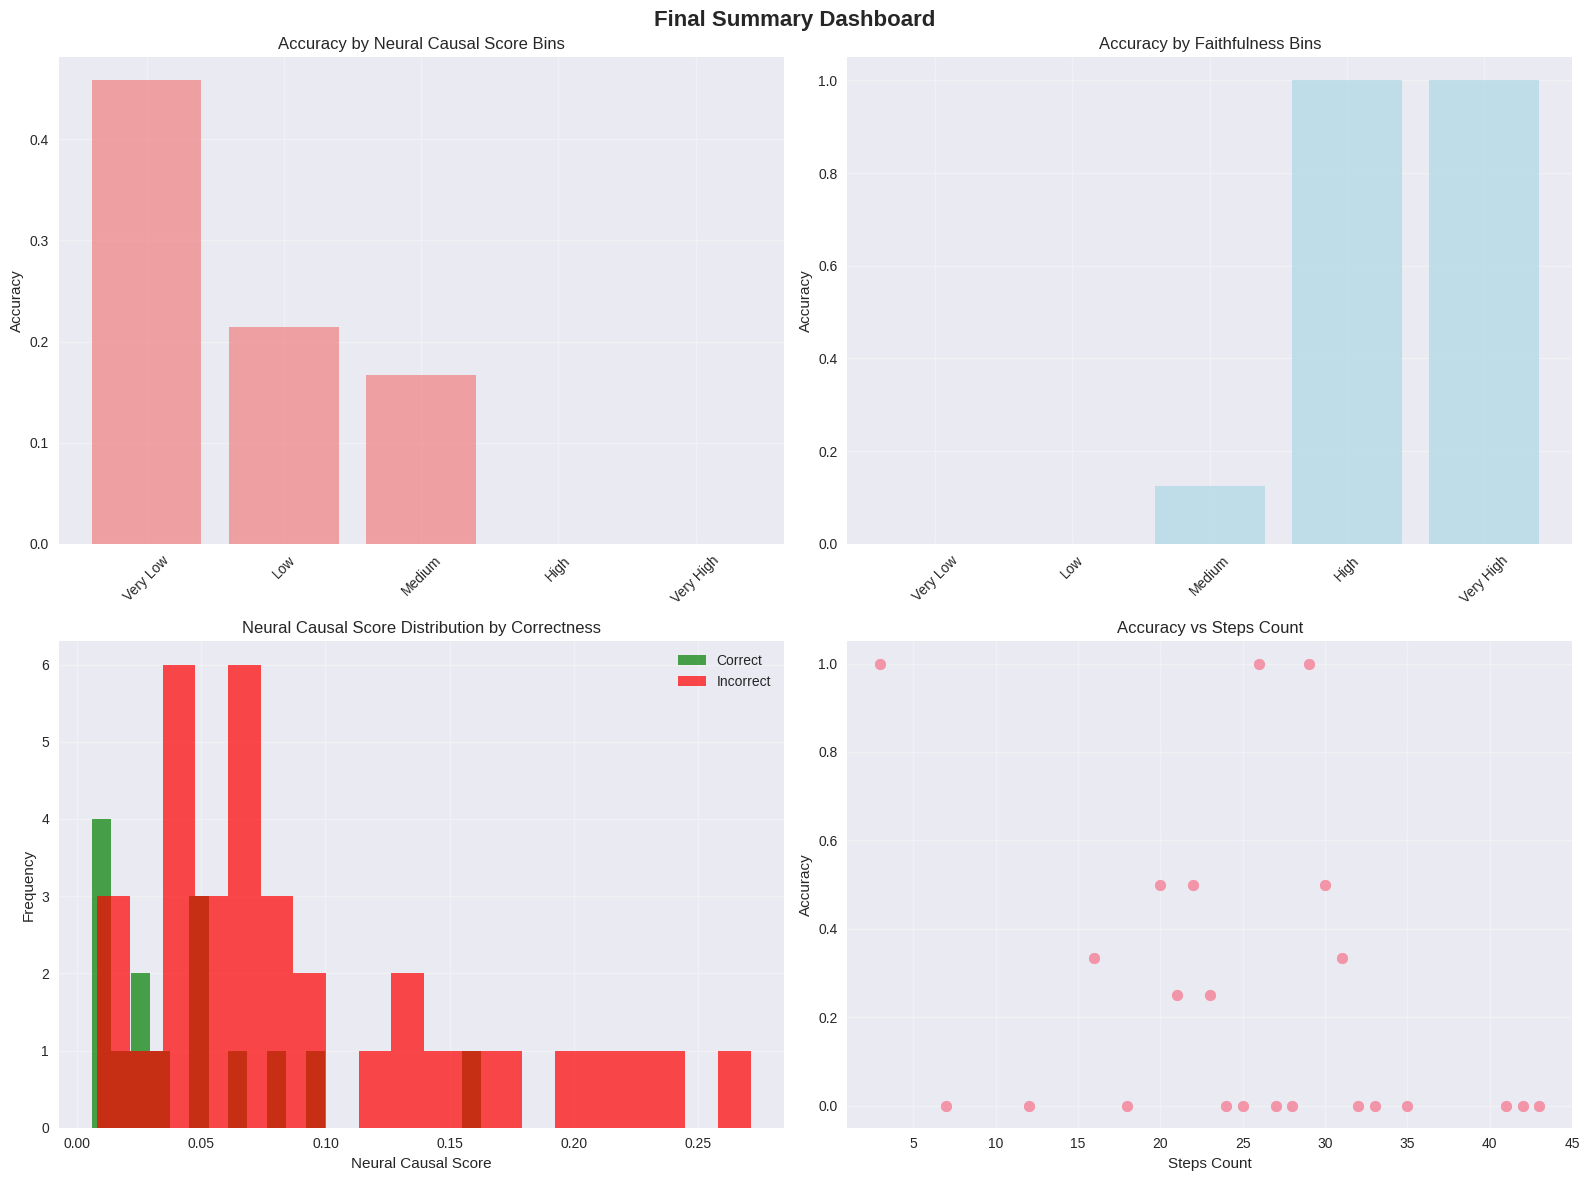 Final Summary Dashboard
Accuracy by Neural Causal Score Bins
Accuracy
0.4
0.3
0.2
0.1
0.0
Very Low
Low
Medium
High
Very High
Accuracy by Faithfulness Bins
Accuracy
1.0
0.8
0.6
0.4
0.2
0.0
Very Low
Low
Medium
High
Very High
Neural Causal Score Distribution by Correctness
Correct
Incorrect
Frequency
6
5
4
3
2
1
0
0.00 0.05 0.10 0.15 0.20 0.25
Neural Causal Score
Accuracy vs Steps Count
Accuracy
1.0
0.8
0.6
0.4
0.2
0.0
5 10 15 20 25 30 35 40 45
Steps Count